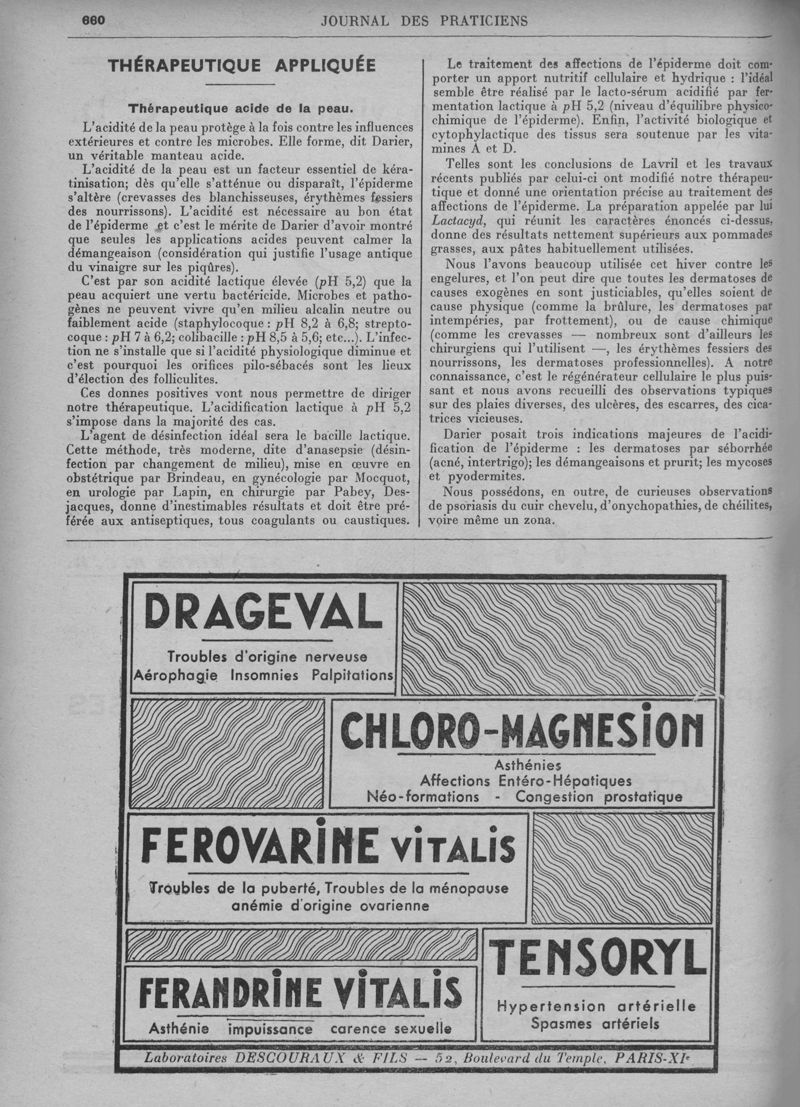 660
JOURNAL DES PRATICIENS
THÉRAPEUTIQUE APPLIQUÉE
Thérapeutique acide de la peau.
L'acidité de la peau protège à la fois contre les influences
extérieures et contre les microbes. Elle forme, dit Darier,
un véritable manteau acide.
L'acidité de la peau est un facteur essentiel de kéra-
tinisation; dès qu'elle s'atténue ou disparaît, l'épiderme
s'altère (crevasses des blanchisseuses, érythèmes fessiers
des nourrissons). L'acidité est nécessaire au bon état
de l'épiderme et c'est le mérite de Darier d'avoir montré
que seules les applications acides peuvent calmer la
démangeaison (considération qui justifie l'usage antique
du vinaigre sur les piqûres).
C'est par son acidité lactique élevée (pH 5,2) que la
peau acquiert une vertu bactéricide. Microbes et patho-
gènes ne peuvent vivre qu'en milieu alcalin neutre ou
faiblement acide (staphylocoque : pH 8,2 à 6,8; strepto-
coque : pH 7 à 6,2; colibacille : pH 8,5 à 5,6; etc...). L'infec-
tion ne s'installe que si l'acidité physiologique diminue et
c'est pourquoi les orifices pilo-sébacés sont les lieux
d'élection des folliculites.
Ces donnes positives vont nous permettre de diriger
notre thérapeutique. L'acidification lactique à pH 5,2
s'impose dans la majorité des cas.
L'agent de désinfection idéal sera le bacille lactique.
Cette méthode, très moderne, dite d'anasepsie (désin-
fection par changement de milieu), mise en œuvre en
obstétrique par Brindeau, en gynécologie par Mocquot,
en urologie par Lapin, en chirurgie par Pabey, Des-
jacques, donne d'inestimables résultats et doit être pré-
férée aux antiseptiques, tous coagulants ou caustiques.
Le traitement des affections de l'épiderme doit com-
porter un apport nutritif cellulaire et hydrique : l'idéal
semble être réalisé par le lacto-sérum acidifié par fer-
mentation lactique à pH 5,2 (niveau d'équilibre physico-
chimique de l'épiderme). Enfin, l'activité biologique et
cytophylactique des tissus sera soutenue par les vita-
mines A et D.
Telles sont les conclusions de Lavril et les travaux
récents publiés par celui-ci ont modifié notre thérapeu-
tique et donné une orientation précise au traitement des
affections de l'épiderme. La préparation appelée par lui
Lactacyd, qui réunit les caractères énoncés ci-dessus,
donne des résultats nettement supérieurs aux pommades
grasses, aux pâtes habituellement utilisées.
Nous l'avons beaucoup utilisée cet hiver contre les
engelures, et l'on peut dire que toutes les dermatoses de
causes exogènes en sont justiciables, qu'elles soient de
cause physique (comme la brûlure, les dermatoses par
intempéries, par frottement), ou de cause chimique
(comme les crevasses — nombreux sont d'ailleurs les
chirurgiens qui l'utilisent —, les érythèmes fessiers des
nourrissons, les dermatoses professionnelles). A notre
connaissance, c'est le régénérateur cellulaire le plus puis-
sant et nous avons recueilli des observations typiques
sur des plaies diverses, des ulcères, des escarres, des cica-
trices vicieuses.
Darier posait trois indications majeures de l'acidi-
fication de l'épiderme : les dermatoses par séborrhée
(acné, intertrigo); les démangeaisons et prurit; les mycoses
et pyodermites.
Nous possédons, en outre, de curieuses observations
de psoriasis du cuir chevelu, d'onychopathies, de chéilites,
voire même un zona.
DRAGEVAL
Troubles d'origine nerveuse
Aérophagie Insomnies Palpitations
CHLORO-MAGNESION
Asthénies
Affections Entéro-Hépatiques
Néo-formations - Congestion prostatique
FEROVARINE VITALIS
Troubles de la puberté, Troubles de la ménopause
anémie d'origine ovarienne
FERANDRINE VITALIS
Asthénie impuissance carence sexuelle
TENSORYL
Hypertension artérielle
Spasmes artériels
Laboratoires DESCOURAUX & FILS — 52, Boulevard du Temple, PARIS-XIe